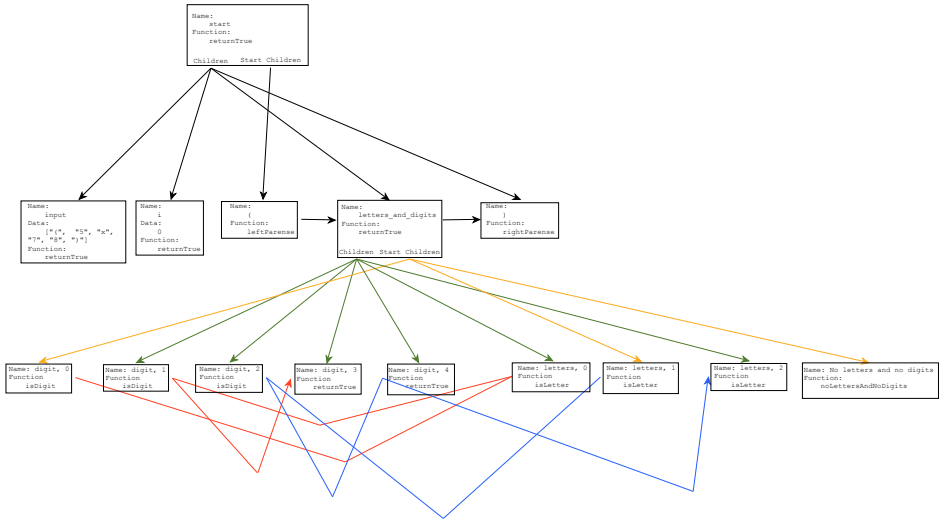 Name:
start
Function:
returnTrue
Children Start Children
Name:
input
Data:
["(", "5", "x",
"7", "8", ")"]
Function:
returnTrue
Name:
i
Data:
0
Function:
returnTrue
Name:
(
Function:
leftParense
Name:
letters_and_digits
Function:
returnTrue
Children Start Children
Name:
)
Function:
rightParense
Name: digit, 0
Function
isDigit
Name: digit, 1
Function
isDigit
Name: digit, 2
Function
isDigit
Name: digit, 3
Function
returnTrue
Name: digit, 4
Function
returnTrue
Name: letters, 0
Function
isLetter
Name: letters, 1
Function
isLetter
Name: letters, 2
Function
isLetter
Name: No letters and no digits
Function:
noLettersAndNoDigits